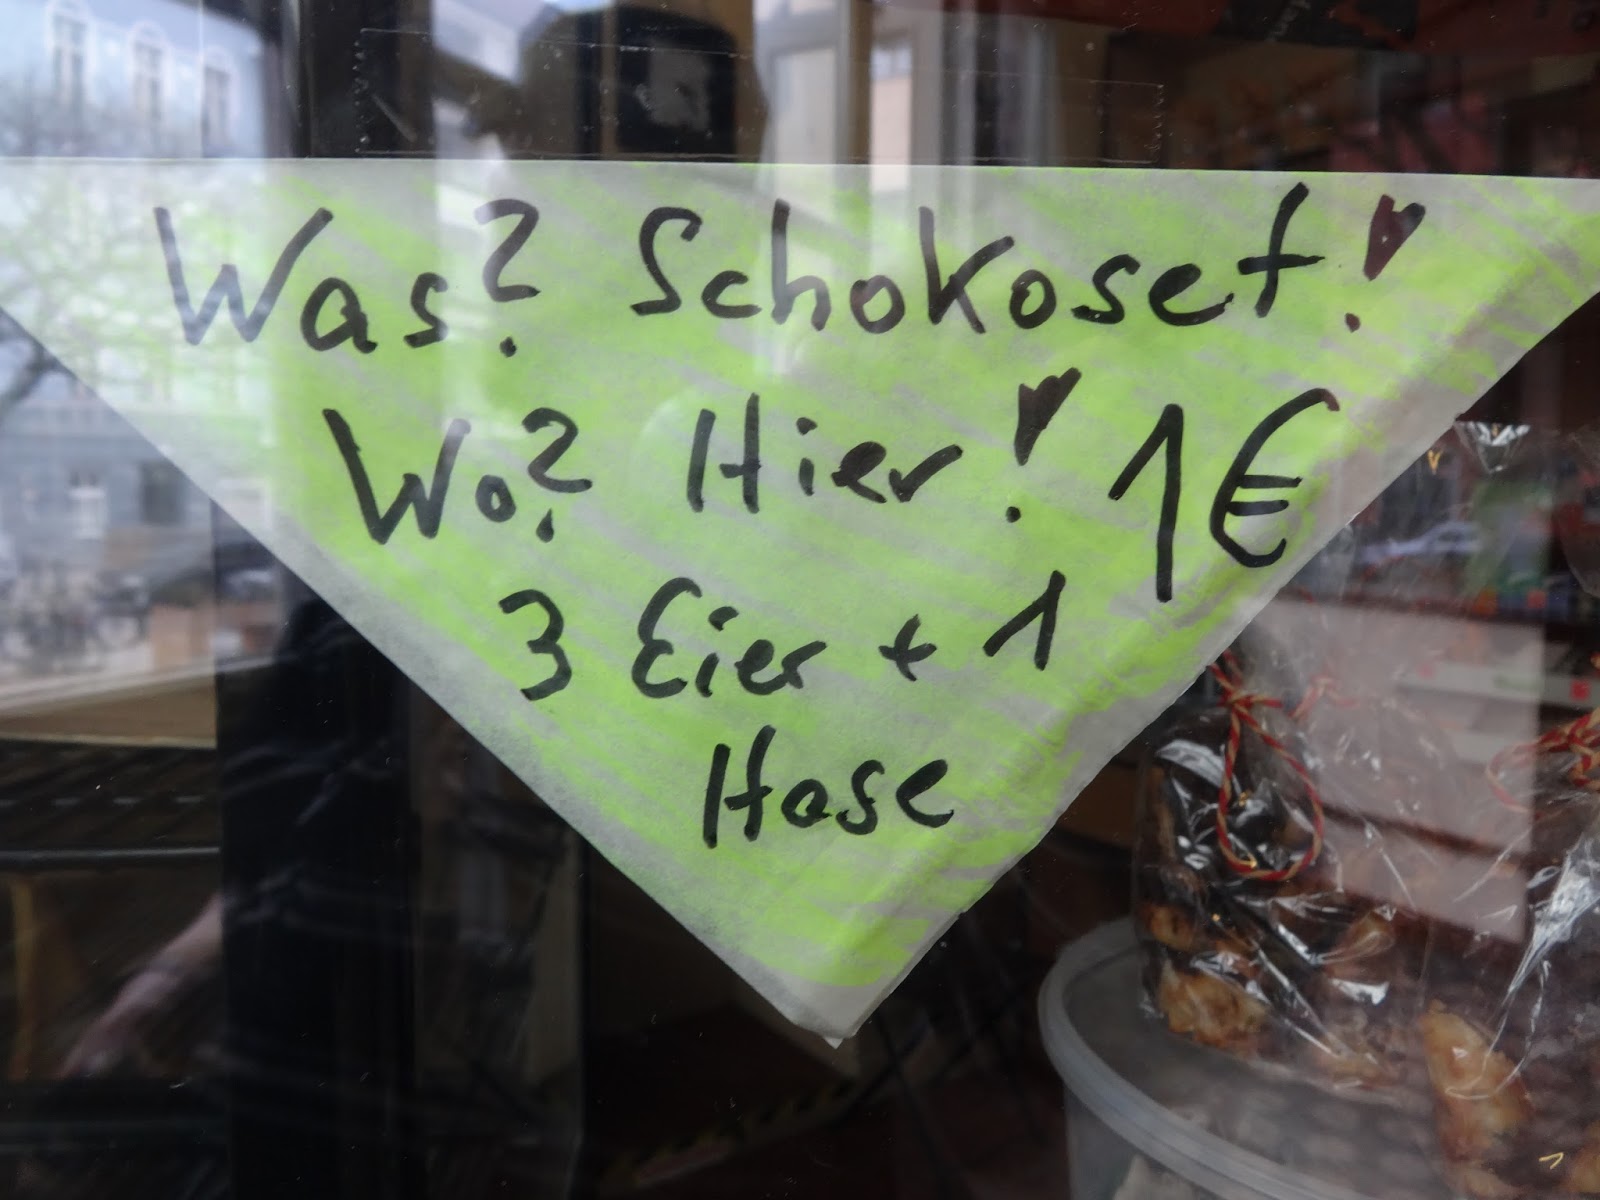 Was? Schokoset!
Wo? Hier! 1€
3 Eier + 1
Hase